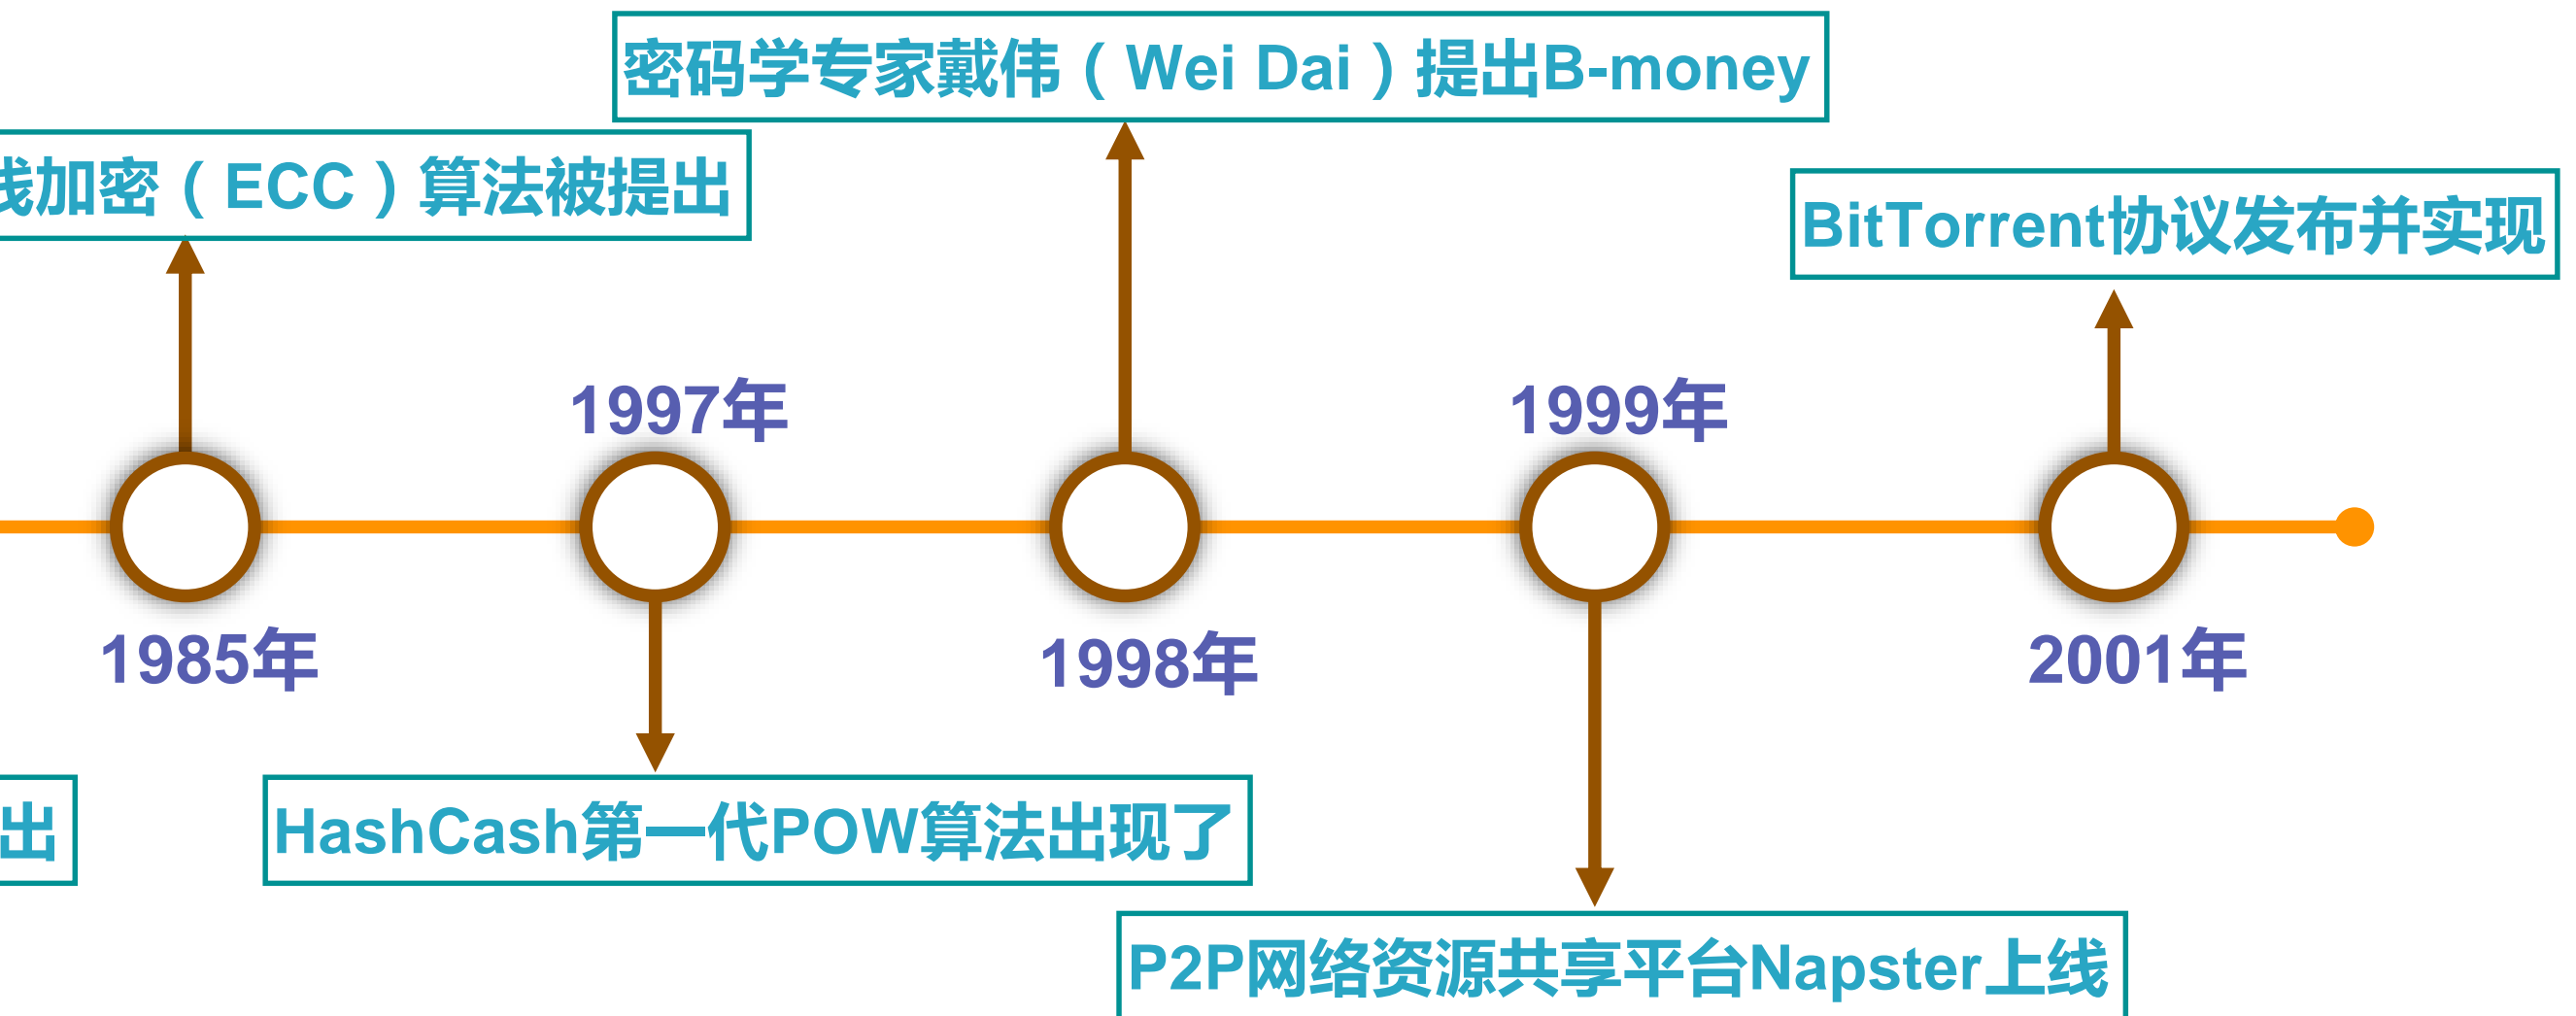 密码学专家戴伟（Wei Dai）提出B-money
线加密（ECC）算法被提出
BitTorrent协议发布并实现
1997年
1999年
1985年
1998年
2001年
出
HashCash第一代POW算法出现了
P2P网络资源共享平台Napster上线